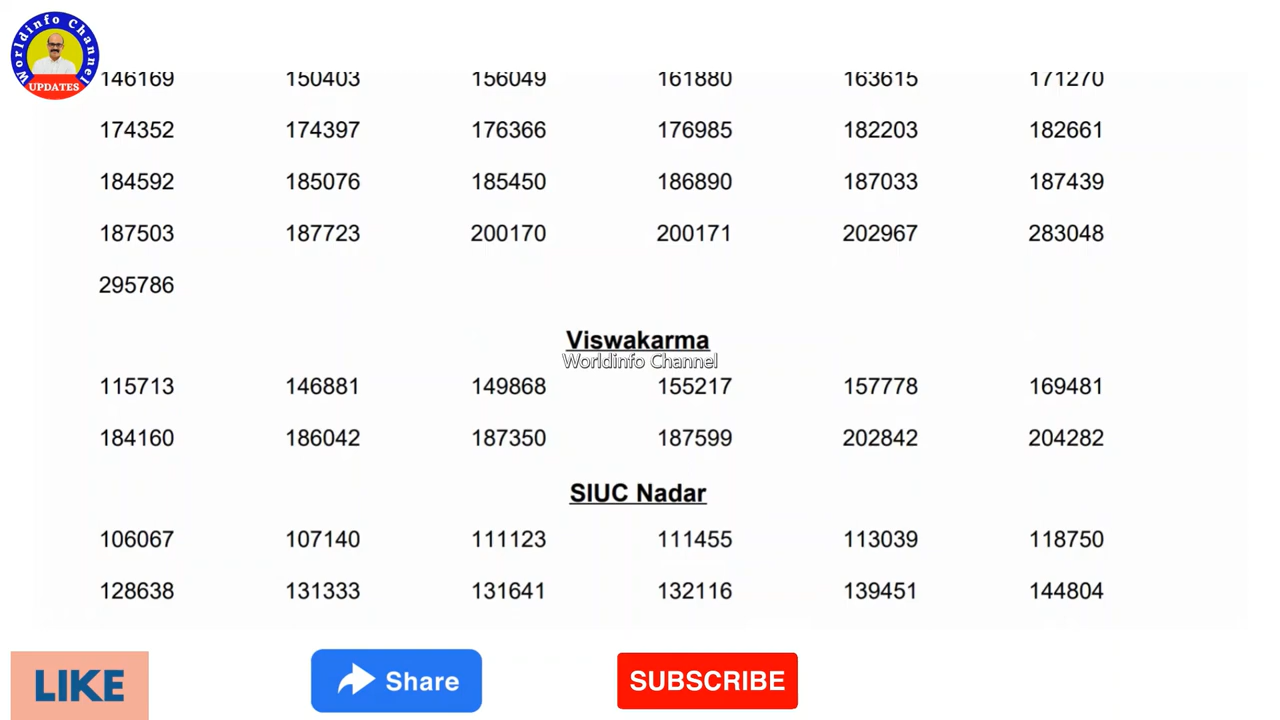 Worldinfo Channel
UPDATES
146169 150403 156049 161880 163615 171270
174352 174397 176366 176985 182203 182661
184592 185076 185450 186890 187033 187439
187503 187723 200170 200171 202967 283048
295786
Viswakarma
Worldinfo Channel
115713 146881 149868 155217 157778 169481
184160 186042 187350 187599 202842 204282
SIUC Nadar
106067 107140 111123 111455 113039 118750
128638 131333 131641 132116 139451 144804
LIKE Share SUBSCRIBE